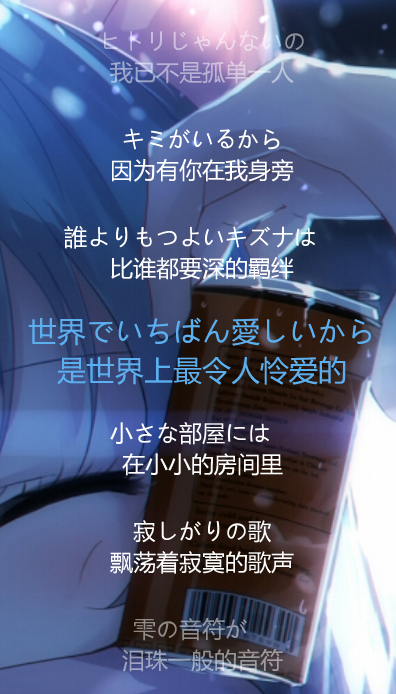 ヒトリじゃんないの
我已不是孤单一人
キミがいるから
因为有你在我身旁
誰よりもつよいキズナは
比谁都要深的羁绊
世界でいちばん愛しいから
是世界上最令人怜爱的
小さな部屋には
在小小的房间里
寂しがりの歌
飘荡着寂寞的歌声
雫の音符が
泪珠一般的音符